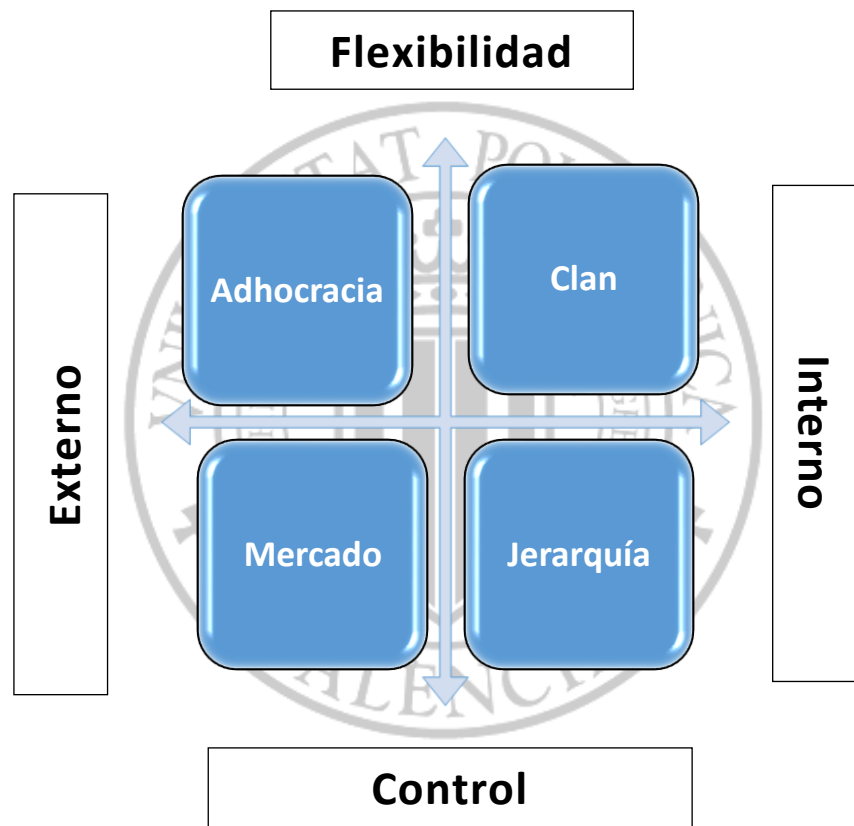 Flexibilidad
Adhocracia
Clan
Externo
Interno
Mercado
Jerarquía
Control